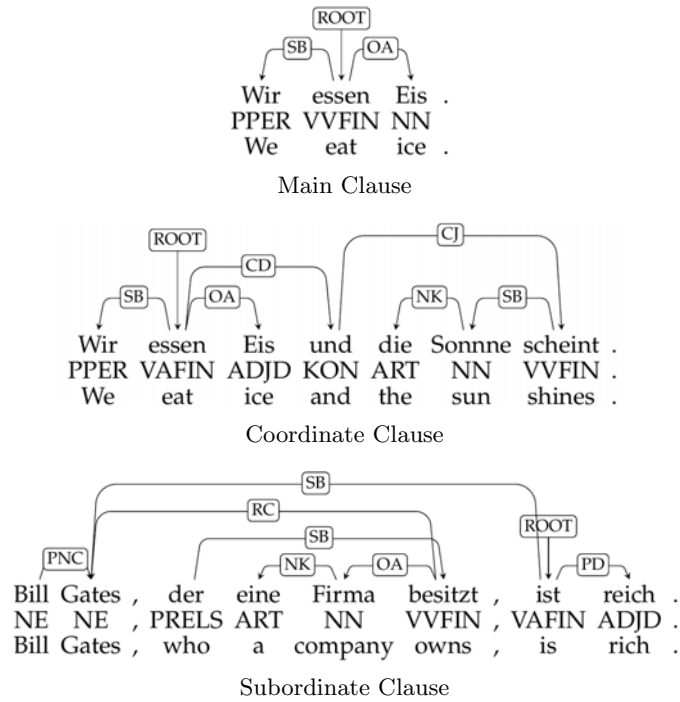 ROOT
SB OA
Wir essen Eis .
PPER VVFIN NN
We eat ice .
Main Clause
CJ
ROOT
CD
SB OA NK SB
Wir essen Eis und die Sonnne scheint .
PPER VAFIN ADJD KON ART NN VVFIN .
We eat ice and the sun shines .
Coordinate Clause
SB
RC
ROOT
SB
PNC NK OA PD
Bill Gates , der eine Firma besitzt , ist reich .
NE NE , PRELS ART NN VVFIN , VAFIN ADJD .
Bill Gates , who a company owns , is rich .
Subordinate Clause